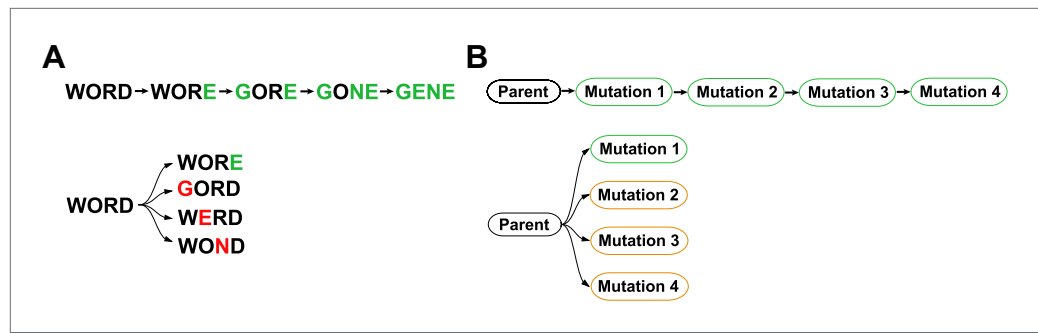 A
WORD→WORE→GORE→GONE→GENE
WORD
WORE
GORD
WERD
WOND
B
Parent→Mutation 1→Mutation 2→Mutation 3→Mutation 4
Parent
Mutation 1
Mutation 2
Mutation 3
Mutation 4